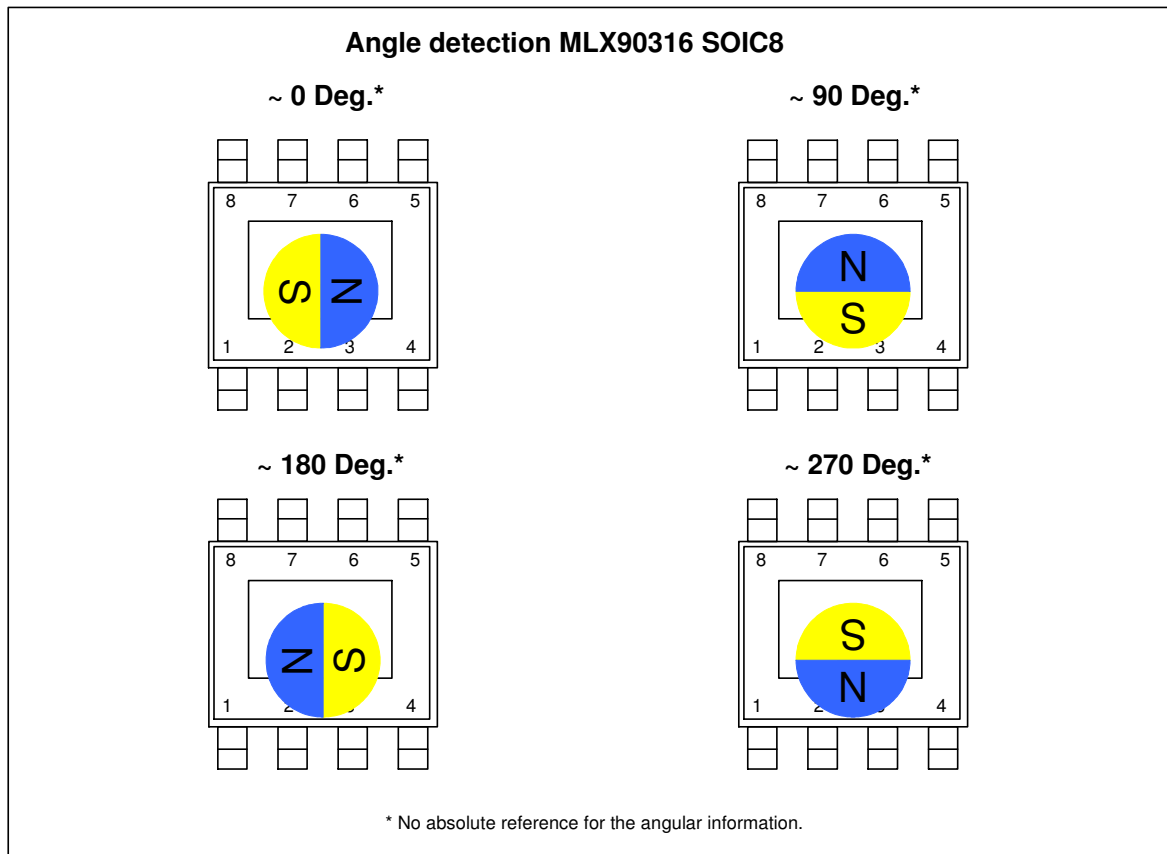 Angle detection MLX90316 SOIC8
~ 0 Deg.*
~ 90 Deg.*
8 7 6 5
S N
1 2 3 4
8 7 6 5
N
S
1 2 3 4
~ 180 Deg.*
~ 270 Deg.*
8 7 6 5
N S
1 2 4
8 7 6 5
S
N
1 2 4
* No absolute reference for the angular information.